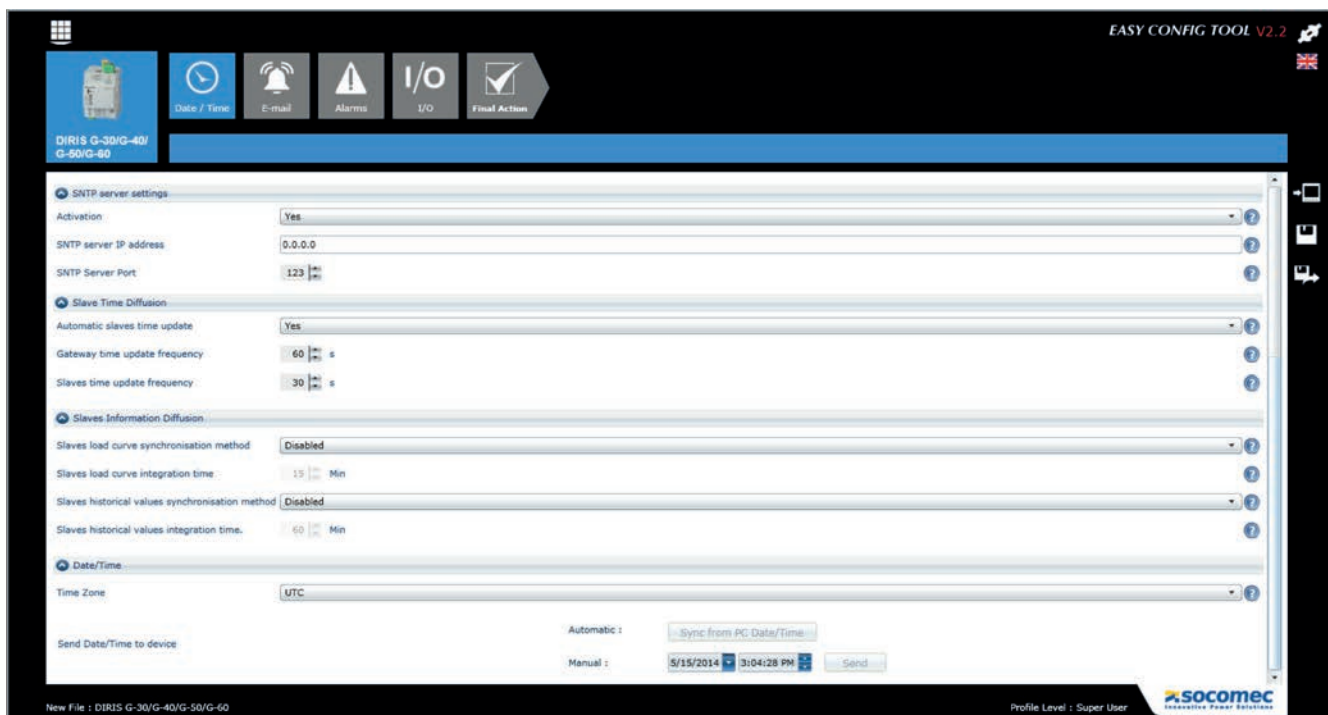 EASY CONFIG TOOL V2.2
Date / Time
E-mail
Alarms
I/O
I/O
Final Action
DIRIS G-30/G-40/
G-50/G-60
SNTP server settings
Activation Yes
SNTP server IP address 0.0.0.0
SNTP Server Port 123
Slave Time Diffusion
Automatic slaves time update Yes
Gateway time update frequency 60 s
Slaves time update frequency 30 s
Slaves Information Diffusion
Slaves load curve synchronisation method Disabled
Slaves load curve integration time 15 Min
Slaves historical values synchronisation method Disabled
Slaves historical values integration time. 60 Min
Date/Time
Time Zone UTC
Send Date/Time to device
Automatic : Sync from PC Date/Time
Manual : 5/15/2014 3:04:28 PM Send
New File : DIRIS G-30/G-40/G-50/G-60
Profile Level : Super User
socomec
Innovative Power Solutions